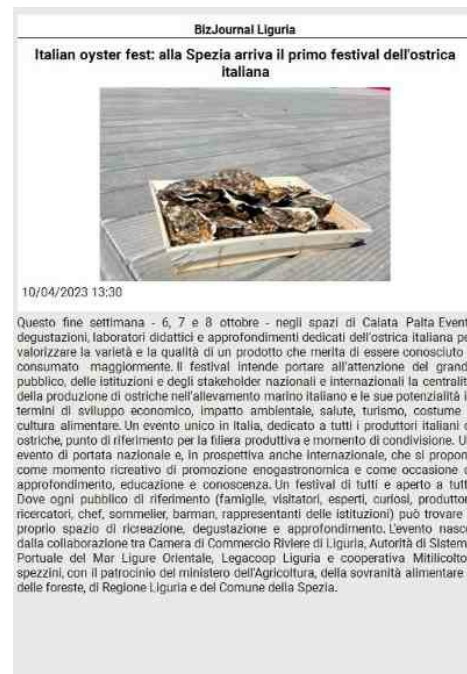 BizJournal Liguria
Italian oyster fest: alla Spezia arriva il primo festival dell'ostrica
italiana
10/04/2023 13:30
Questo fine settimana - 6, 7 e 8 ottobre - negli spazi di Calata Paita Event
degustazioni, laboratori didattici e approfondimenti dedicati dell'ostrica italiana pe
valorizzare la varietà e la qualità di un prodotto che merita di essere conosciuto
consumato maggiormente. Il festival intende portare all'attenzione del grand
pubblico, delle istituzioni e degli stakeholder nazionali e internazionali la centralit
della produzione di ostriche nell'allevamento marino italiano e le sue potenzialità i
termini di sviluppo economico, impatto ambientale, salute, turismo, costume
cultura alimentare. Un evento unico in Italia, dedicato a tutti i produttori italiani d
ostriche, punto di riferimento per la filiera produttiva e momento di condivisione. U
evento di portata nazionale e, in prospettiva anche internazionale, che si propon
come momento ricreativo di promozione enogastronomica e come occasione d
approfondimento, educazione e conoscenza. Un festival di tutti e aperto a tutt
Dove ogni pubblico di riferimento (famiglie, visitatori, esperti, curiosi, produttor
ricercatori, chef, sommelier, barman, rappresentanti delle istituzioni) può trovare
proprio spazio di ricreazione, degustazione e approfondimento. L'evento nasc
dalla collaborazione tra Camera di Commercio Riviere di Liguria, Autorità di Sistem
Portuale del Mar Ligure Orientale, Legacoop Liguria e cooperativa Mitilicolto
spezzini, con il patrocinio del ministero dell'Agricoltura, della sovranità alimentare
delle foreste, di Regione Liguria e del Comune della Spezia.